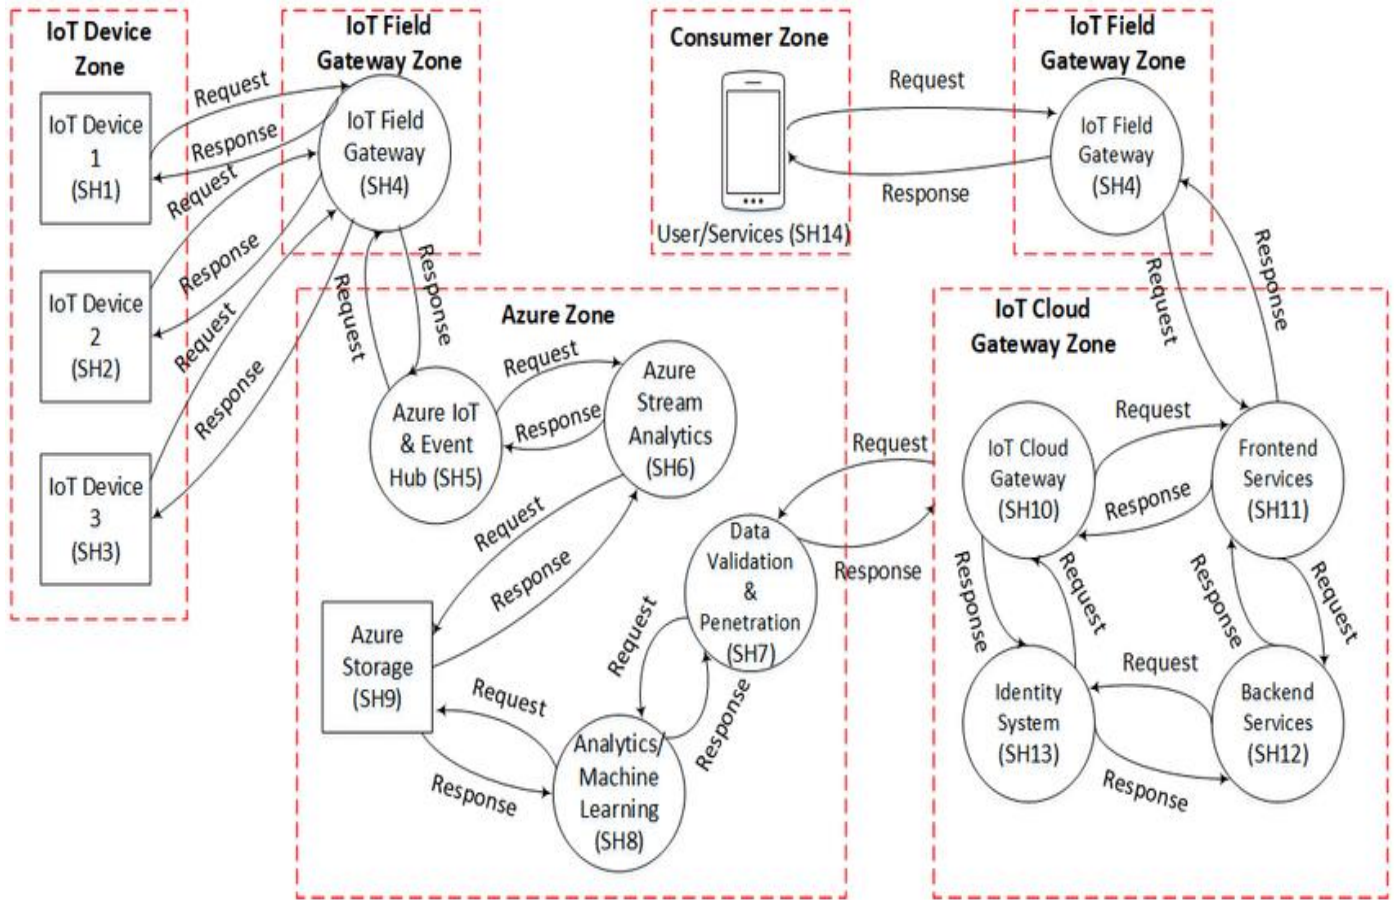 IoT Device
Zone
IoT Device
1
(SH1)
IoT Device
2
(SH2)
IoT Device
3
(SH3)
Request
Response
Request
Response
Request
Response
IoT Field
Gateway Zone
IoT Field
Gateway
(SH4)
Request
Response
Consumer Zone
User/Services (SH14)
Request
Response
IoT Field
Gateway Zone
IoT Field
Gateway
(SH4)
Request
Response
Azure Zone
Azure IoT
& Event
Hub (SH5)
Request
Response
Azure
Stream
Analytics
(SH6)
Request
Response
Azure
Storage
(SH9)
Request
Response
Analytics/
Machine
Learning
(SH8)
Request
Response
Data
Validation
&
Penetration
(SH7)
Request
Response
IoT Cloud
Gateway Zone
IoT Cloud
Gateway
(SH10)
Request
Response
Frontend
Services
(SH11)
Response
Request
Response
Request
Identity
System
(SH13)
Request
Response
Backend
Services
(SH12)